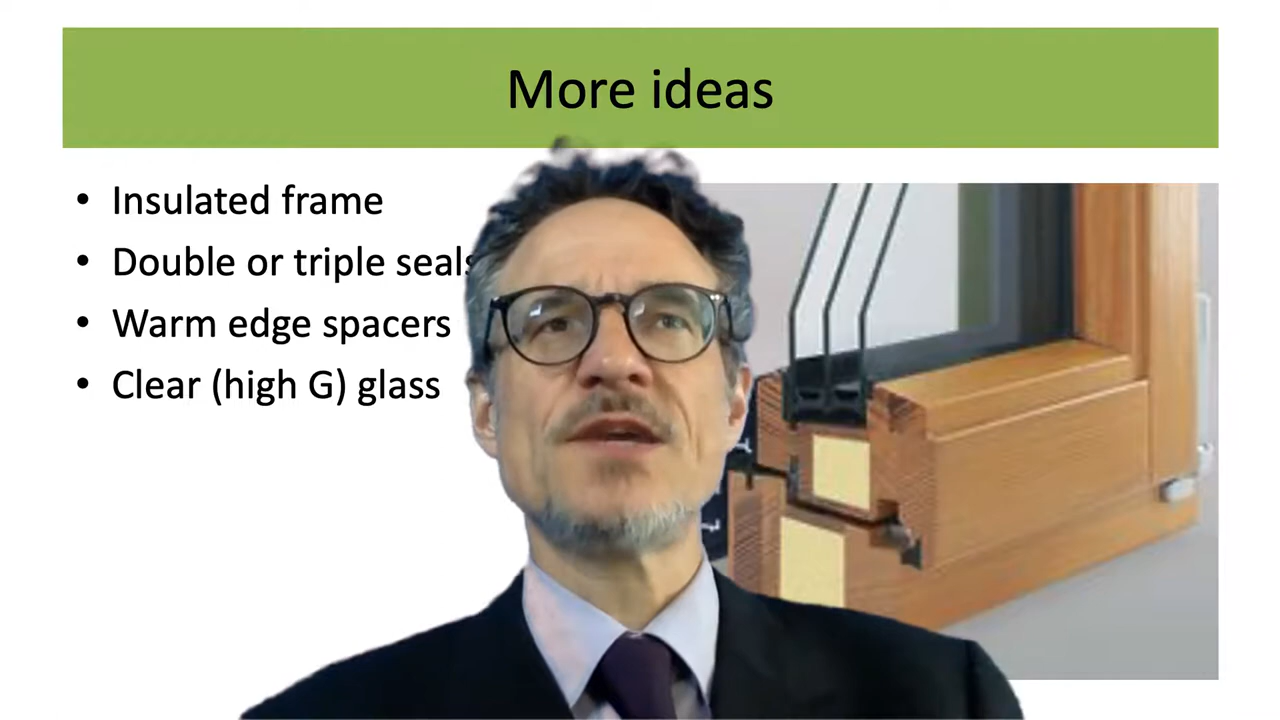 More ideas
• Insulated frame
• Double or triple seals
• Warm edge spacers
• Clear (high G) glass